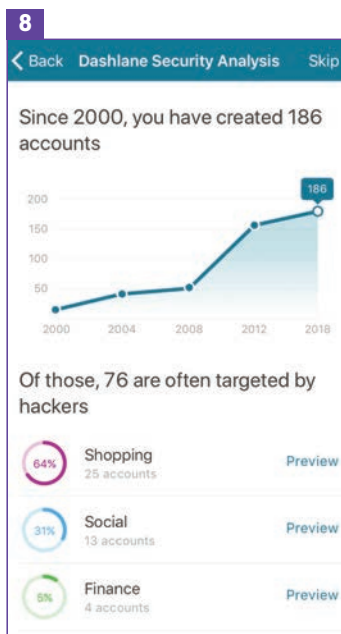 8
Back Dashlane Security Analysis Skip
Since 2000, you have created 186
accounts
186
200
150
100
50
2000 2004 2008 2012 2018
Of those, 76 are often targeted by
hackers
64% Shopping Preview
25 accounts
31% Social Preview
13 accounts
5% Finance Preview
4 accounts